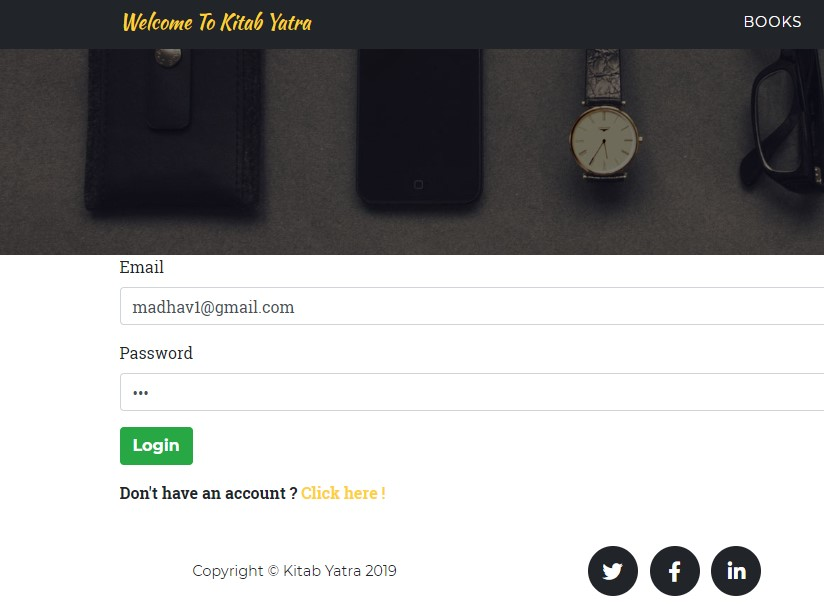 Welcome To Kitab Yatra
BOOKS
Email
madhav1@gmail.com
Password
•••
Login
Don't have an account ? Click here !
Copyright © Kitab Yatra 2019